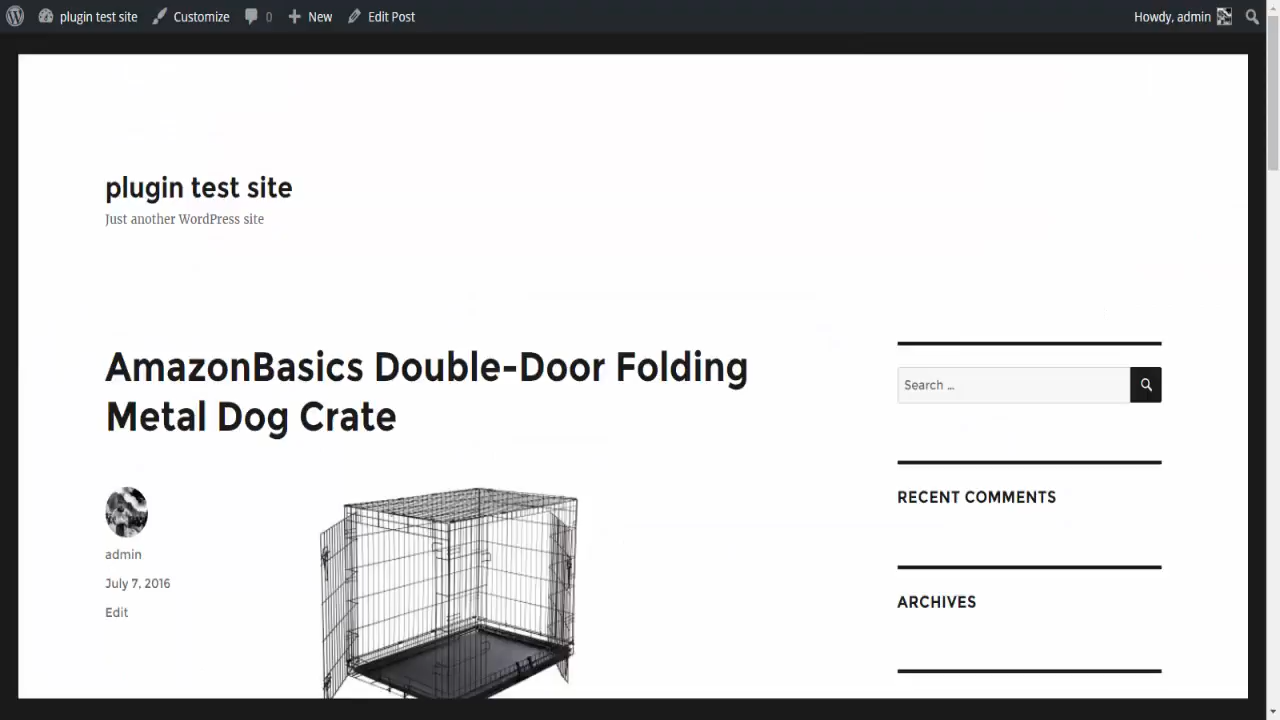 plugin test site
Customize
0
New
Edit Post
Howdy, admin
plugin test site
Just another WordPress site
AmazonBasics Double-Door Folding
Metal Dog Crate
admin
July 7, 2016
Edit
Search ...
RECENT COMMENTS
ARCHIVES